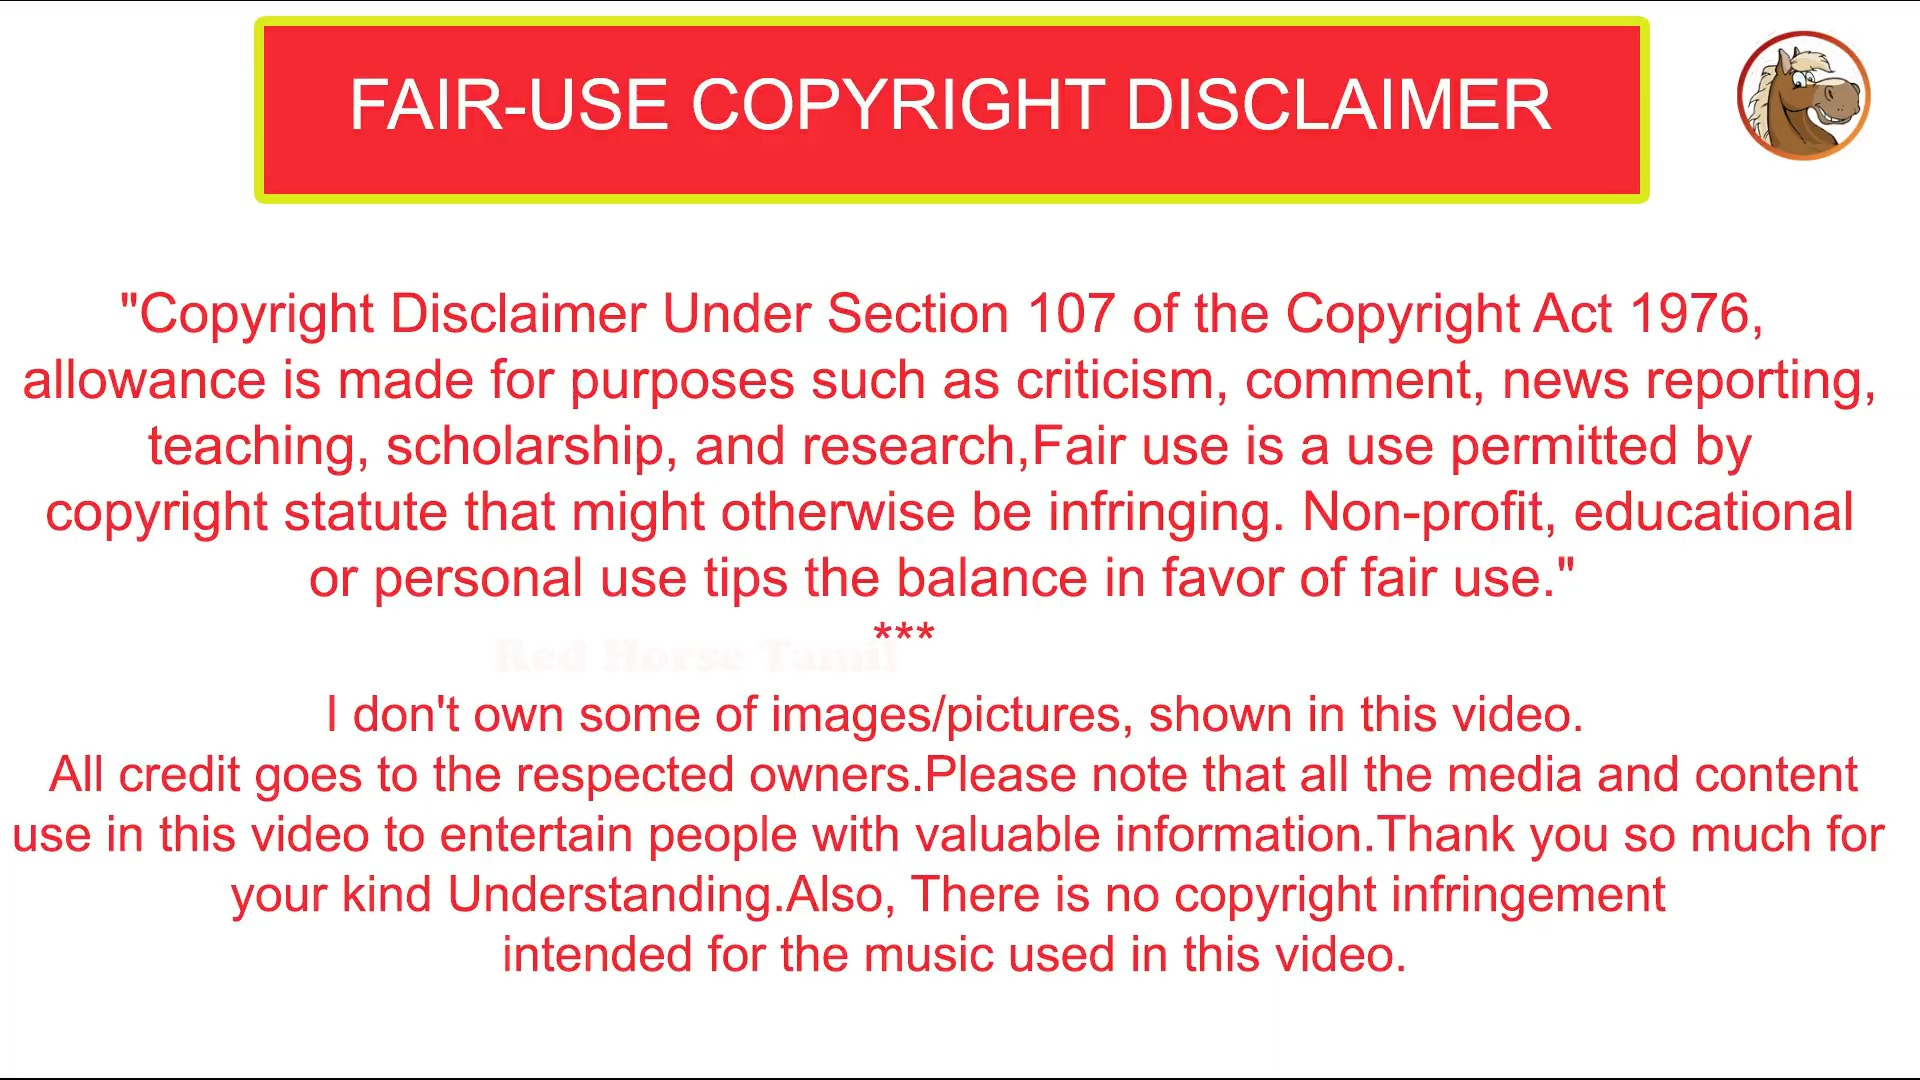 FAIR-USE COPYRIGHT DISCLAIMER
"Copyright Disclaimer Under Section 107 of the Copyright Act 1976,
allowance is made for purposes such as criticism, comment, news reporting,
teaching, scholarship, and research,Fair use is a use permitted by
copyright statute that might otherwise be infringing. Non-profit, educational
or personal use tips the balance in favor of fair use."
***
Red Horse Tamil
I don't own some of images/pictures, shown in this video.
All credit goes to the respected owners.Please note that all the media and content
use in this video to entertain people with valuable information.Thank you so much for
your kind Understanding.Also, There is no copyright infringement
intended for the music used in this video.